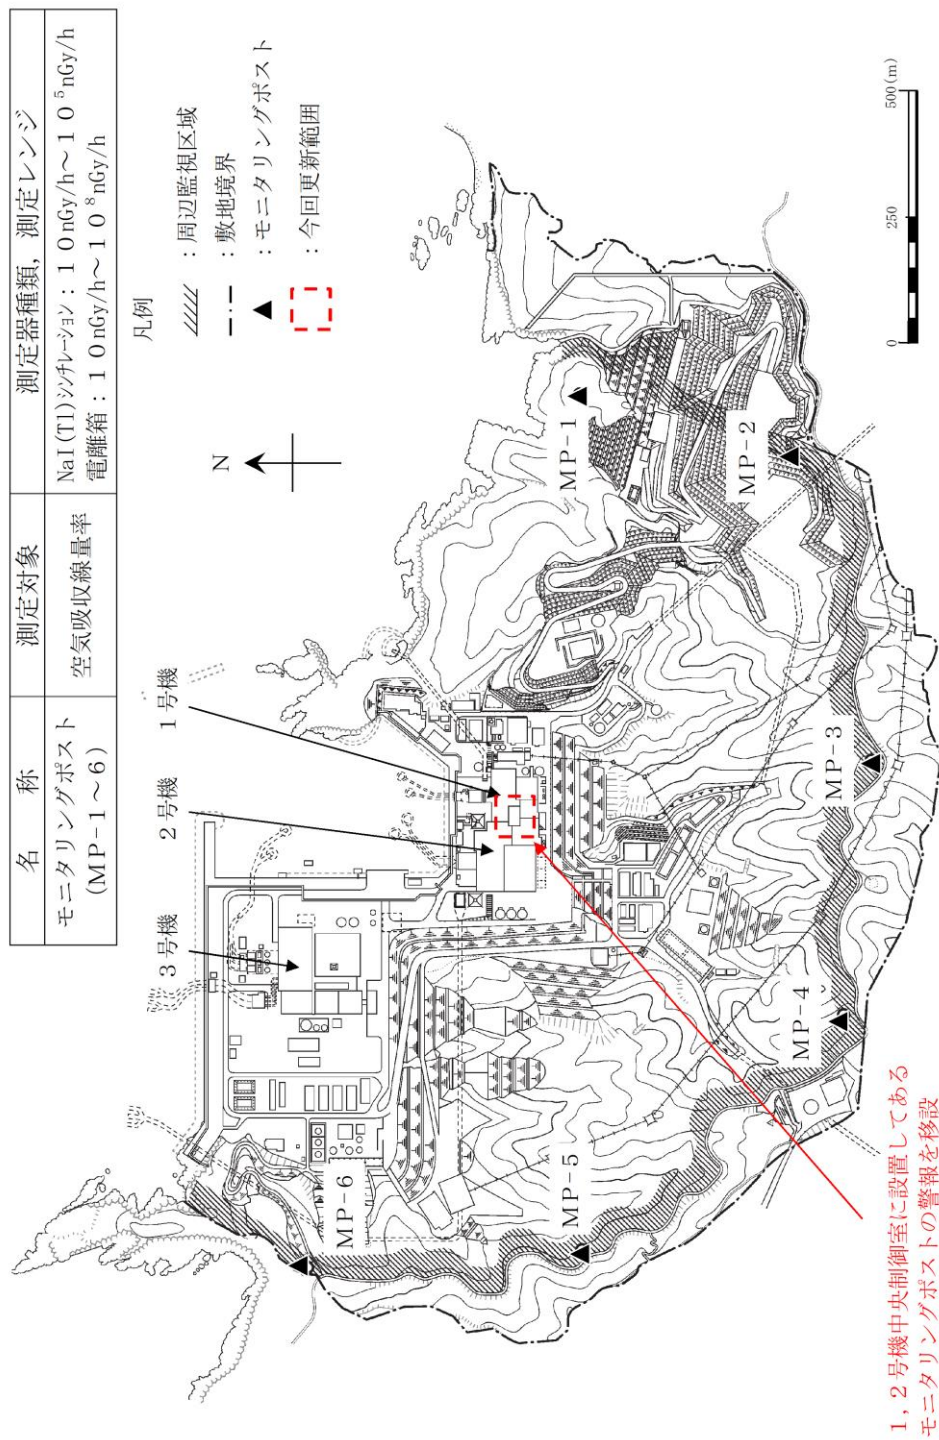 名　　称
測定対象
測定器種類，測定レンジ
モニタリングポスト
(ＭＰ－１～６)
空気吸収線量率
NaI(Tl)ｼﾝﾁﾚｰｼｮﾝ：１０nGy/h～１０⁵nGy/h
電離箱：１０nGy/h～１０⁸nGy/h
凡例
：周辺監視区域
：敷地境界
：モニタリングポスト
：今回更新範囲
N
３号機
２号機
１号機
ＭＰ－６
ＭＰ－５
ＭＰ－４
ＭＰ－３
ＭＰ－２
ＭＰ－１
0
250
500(m)
１,２号機中央制御室に設置してある
モニタリングポストの警報を移設